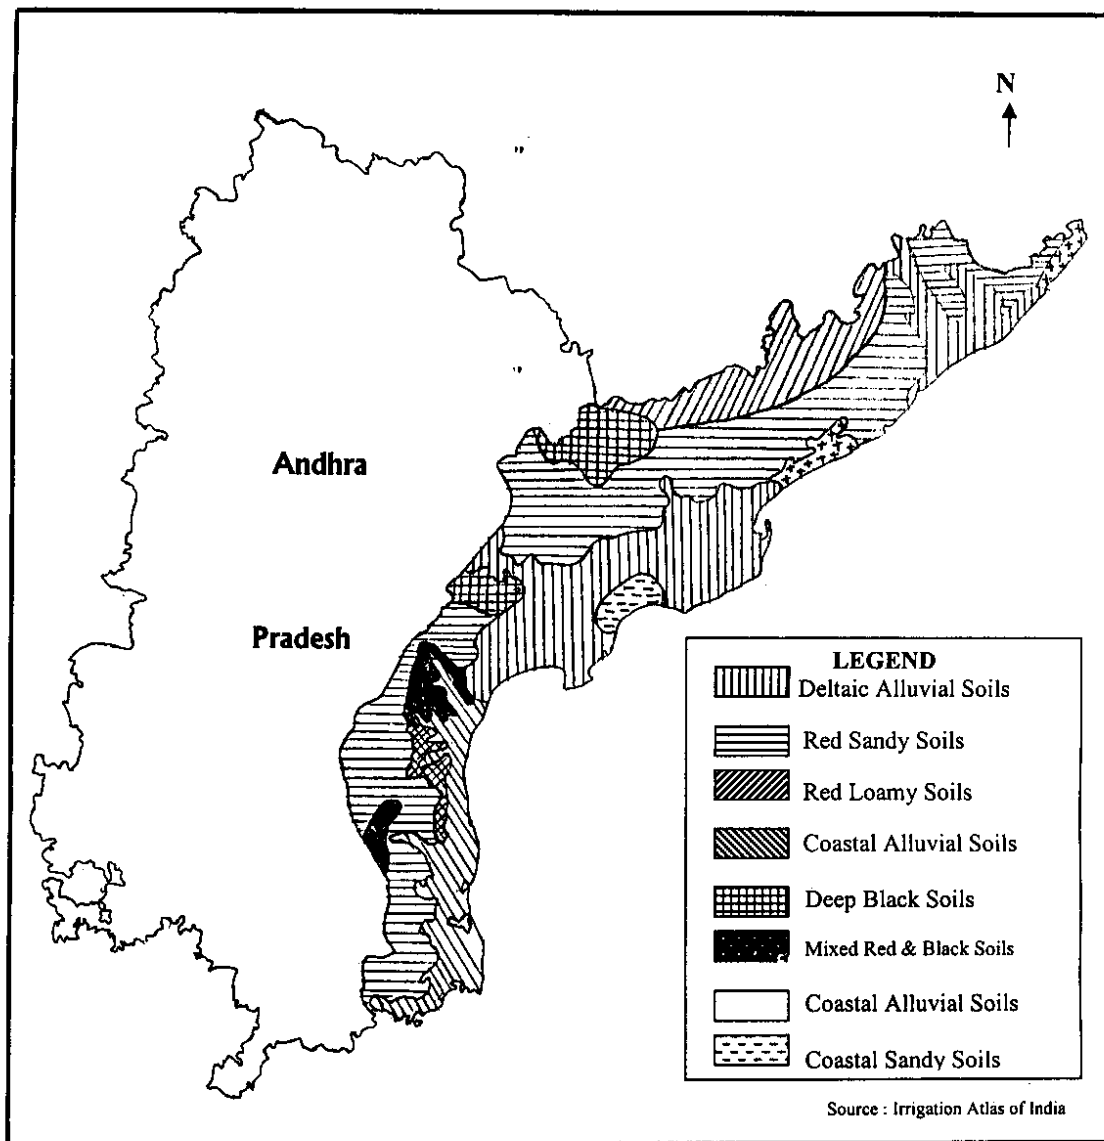 N
Andhra
Pradesh
LEGEND
Deltaic Alluvial Soils
Red Sandy Soils
Red Loamy Soils
Coastal Alluvial Soils
Deep Black Soils
Mixed Red & Black Soils
Coastal Alluvial Soils
Coastal Sandy Soils
Source : Irrigation Atlas of India